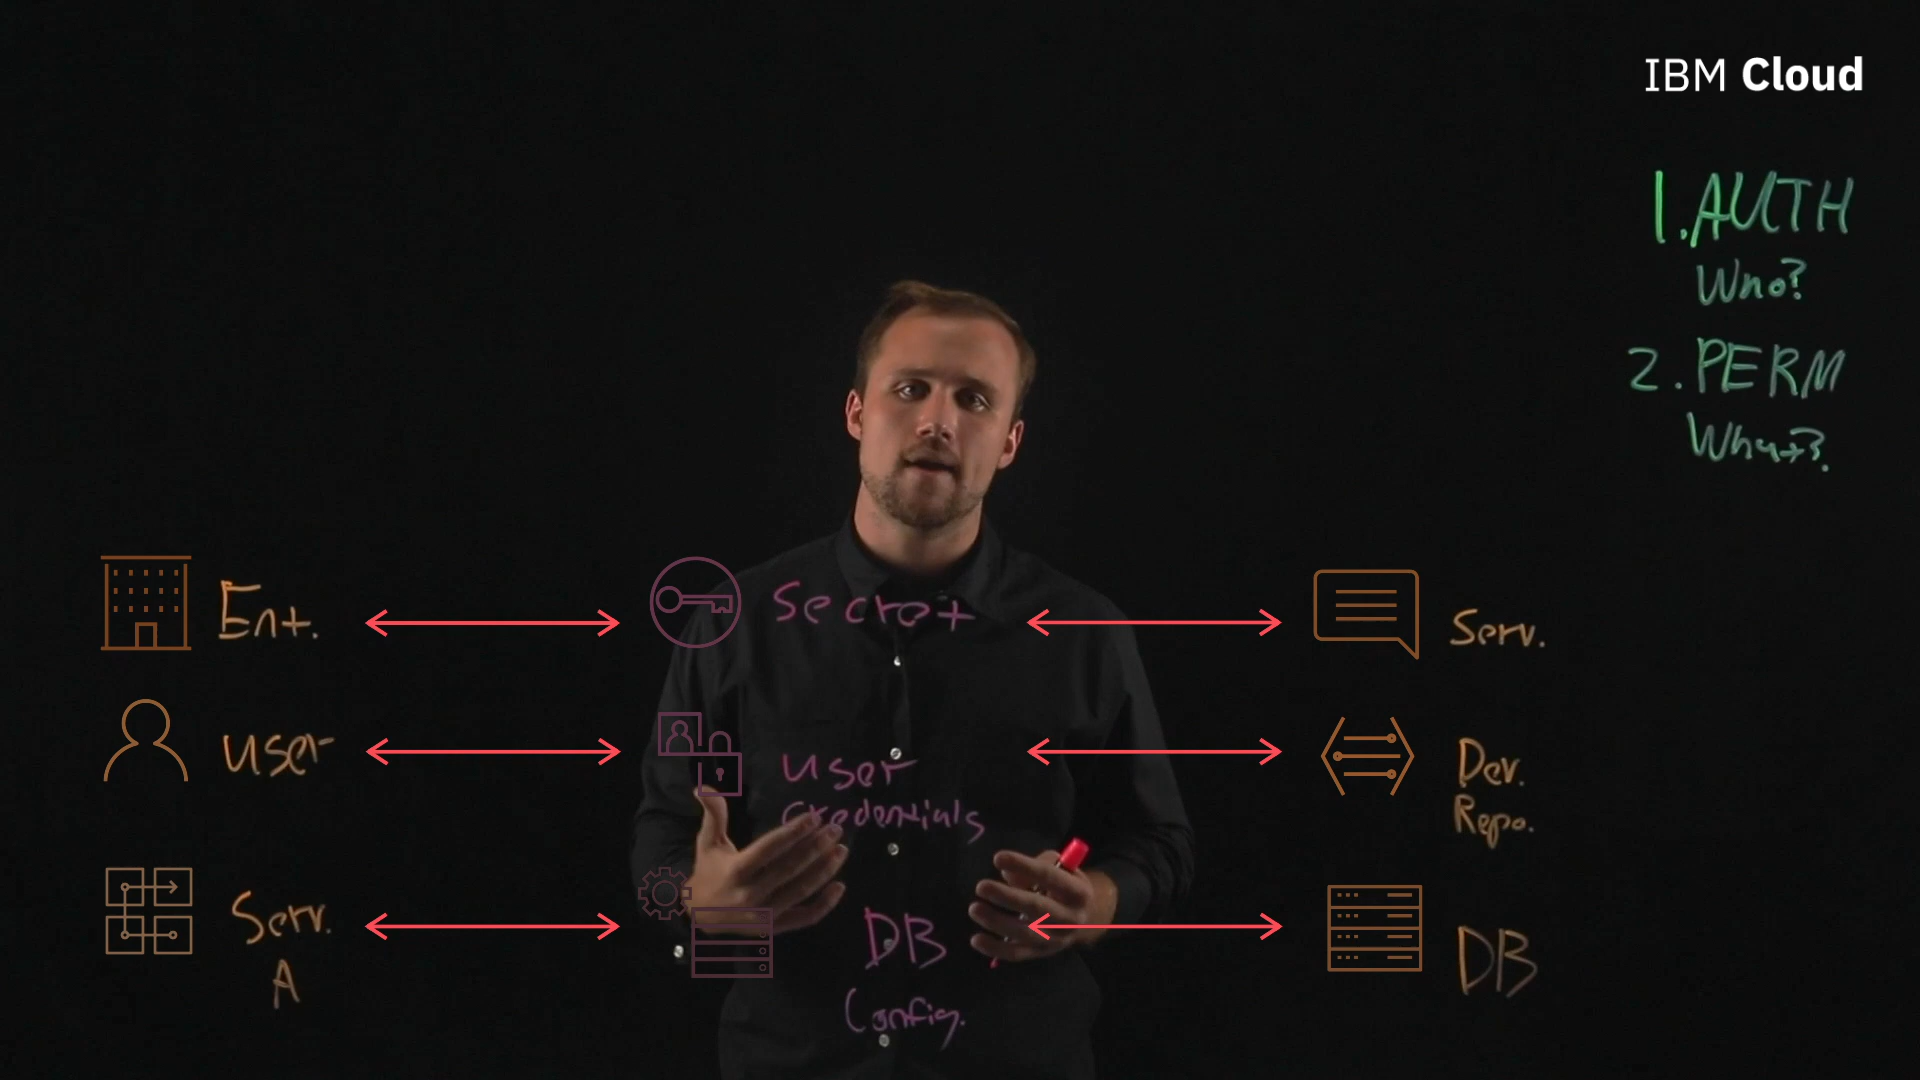 IBM Cloud
1. AUTH
Who?
2. PERM
What?
Ent.
Secret
Serv.
User
User
Credentials
Dev.
Repo.
Serv.
A
DB
Config.
DB